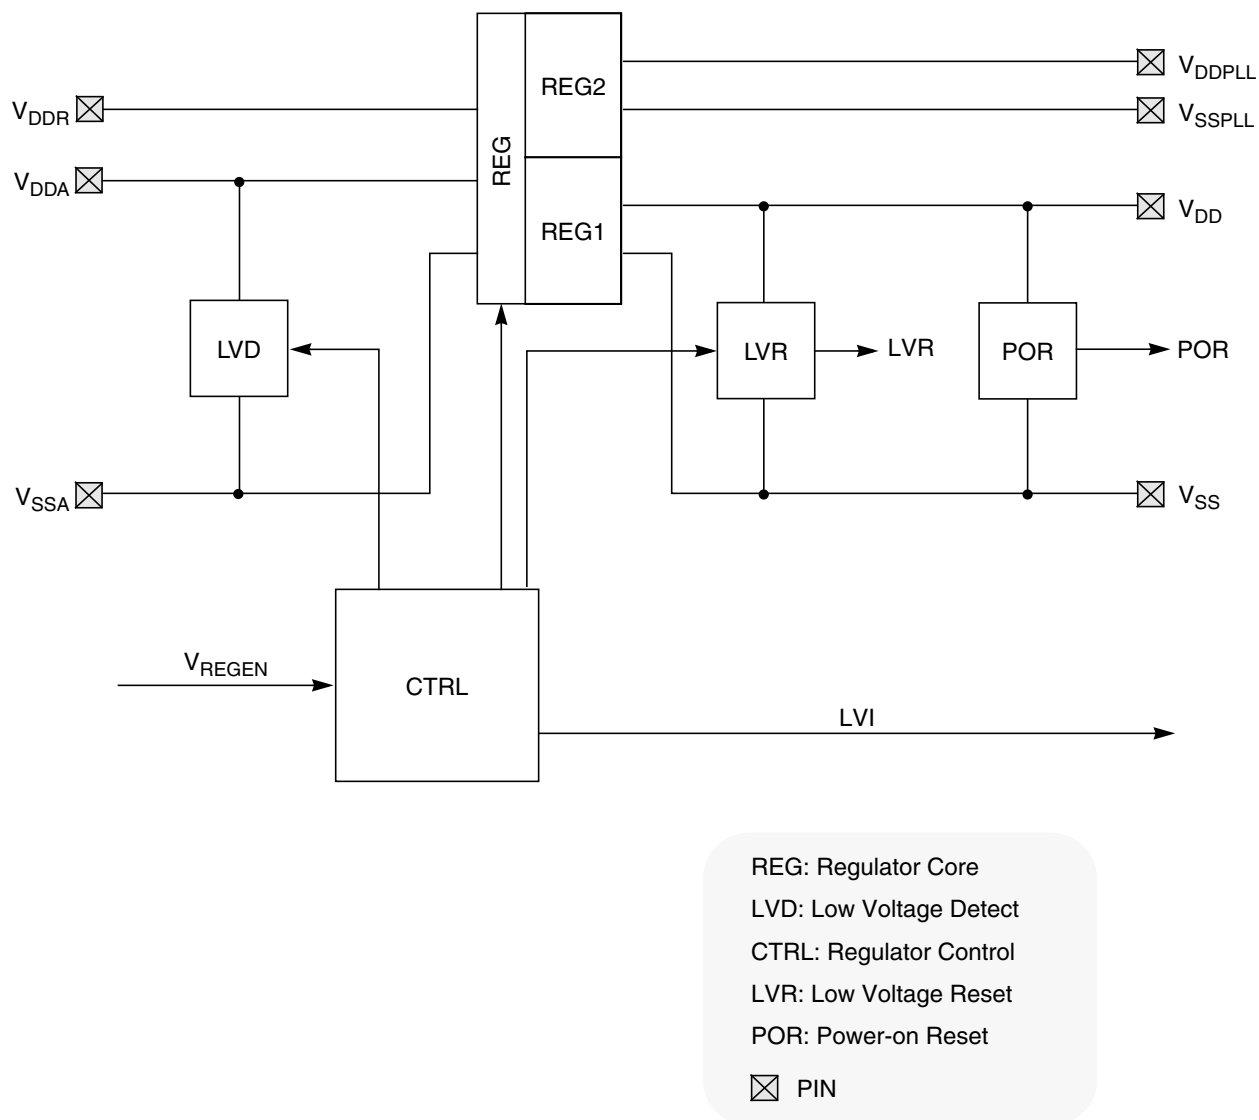 REG2
VDDPLL
VDDR
VSSPLL
REG
VDDA
REG1
VDD
LVD
LVR
LVR
POR
POR
VSSA
VSS
VREGEN
CTRL
LVI
REG: Regulator Core
LVD: Low Voltage Detect
CTRL: Regulator Control
LVR: Low Voltage Reset
POR: Power-on Reset
PIN